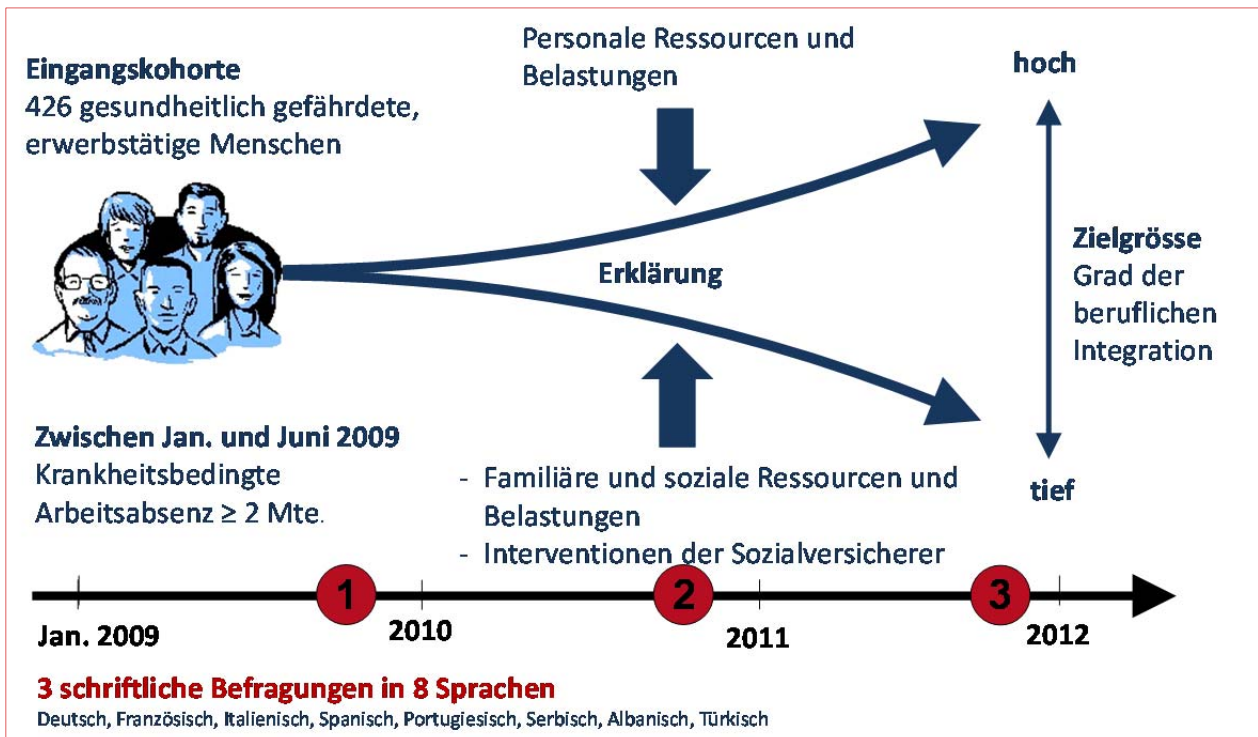 Eingangskohorte
426 gesundheitlich gefährdete,
erwerbstätige Menschen
Personale Ressourcen und
Belastungen
hoch
Erklärung
Zielgrösse
Grad der
beruflichen
Integration
tief
Zwischen Jan. und Juni 2009
Krankheitsbedingte
Arbeitsabsenz ≥ 2 Mte.
- Familiäre und soziale Ressourcen und
Belastungen
- Interventionen der Sozialversicherer
1
2
3
Jan. 2009
2010
2011
2012
3 schriftliche Befragungen in 8 Sprachen
Deutsch, Französisch, Italienisch, Spanisch, Portugiesisch, Serbisch, Albanisch, Türkisch